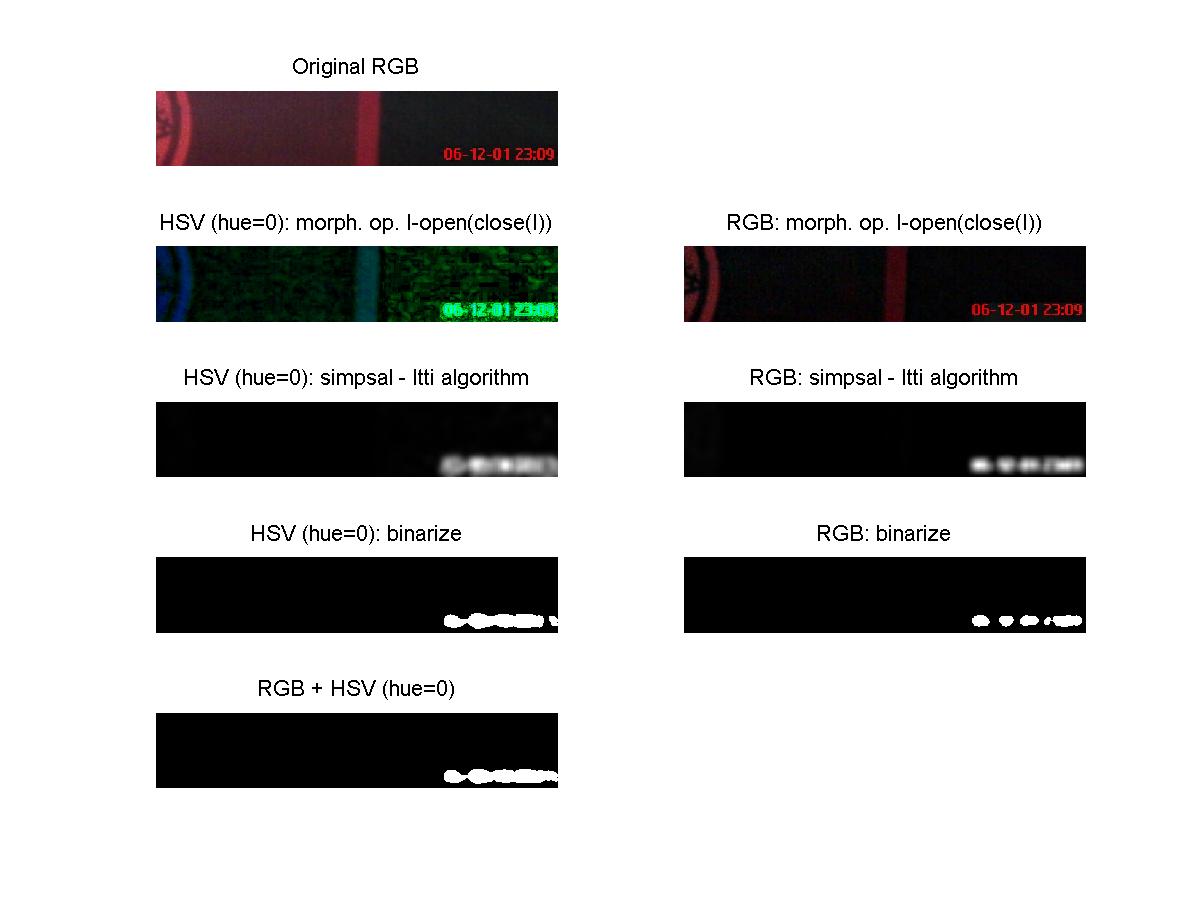 Original RGB
06-12-01 23:09
HSV (hue=0): morph. op. I-open(close(I))
RGB: morph. op. I-open(close(I))
06-12-01 23:09
06-12-01 23:09
HSV (hue=0): simpsal - Itti algorithm
RGB: simpsal - Itti algorithm
HSV (hue=0): binarize
RGB: binarize
RGB + HSV (hue=0)